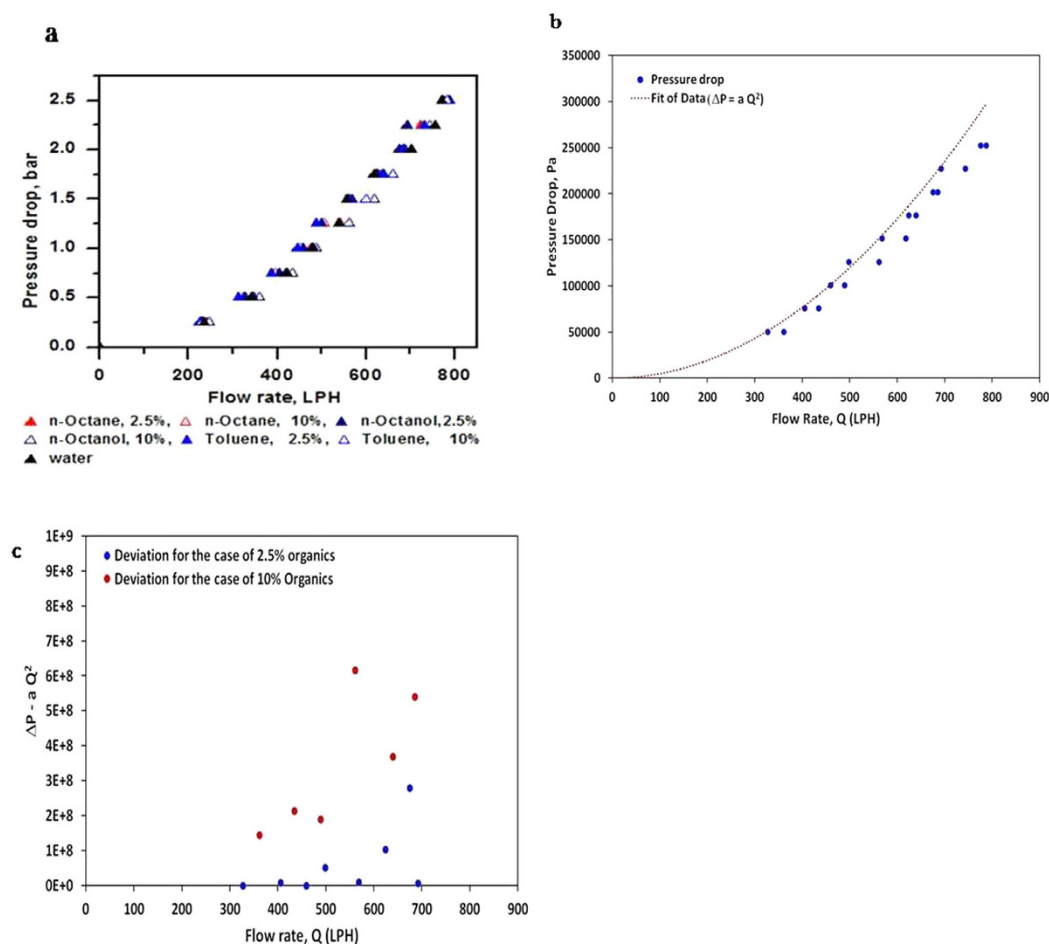 a
Pressure drop, bar
2.5
2.0
1.5
1.0
0.5
0.0
0 200 400 600 800
Flow rate, LPH
n-Octane, 2.5%, n-Octane, 10%, n-Octanol,2.5%
n-Octanol, 10%, Toluene, 2.5%, Toluene, 10%
water
b
Pressure Drop, Pa
350000
300000
250000
200000
150000
100000
50000
0
Pressure drop
Fit of Data (ΔP = a Q²)
0 100 200 300 400 500 600 700 800 900
Flow Rate, Q (LPH)
c
ΔP - a Q²
1E+9
9E+8
8E+8
7E+8
6E+8
5E+8
4E+8
3E+8
2E+8
1E+8
0E+0
Deviation for the case of 2.5% organics
Deviation for the case of 10% Organics
0 100 200 300 400 500 600 700 800 900
Flow rate, Q (LPH)